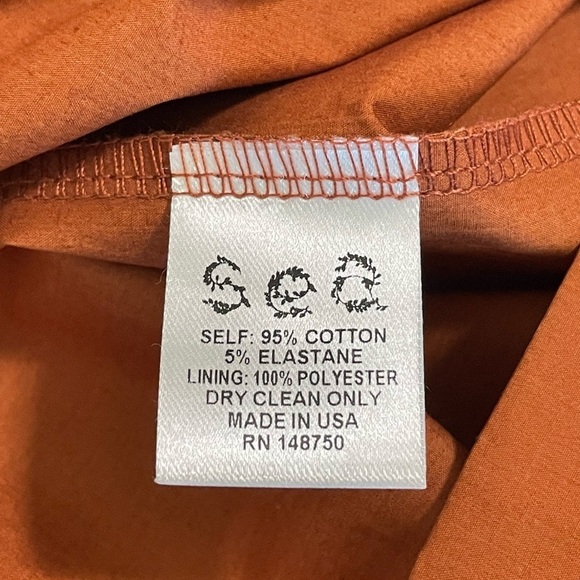 sea
SELF: 95% COTTON
5% ELASTANE
LINING: 100% POLYESTER
DRY CLEAN ONLY
MADE IN USA
RN 148750